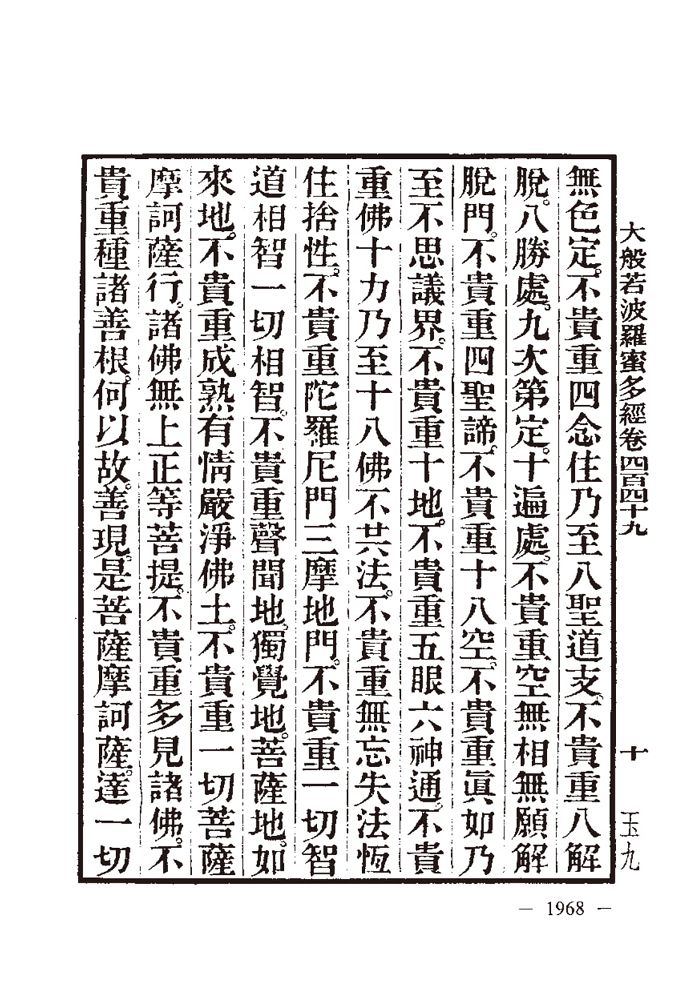 大般若波羅蜜多經卷四百四十九
十
玉九
無色定。不貴重四念住乃至八聖道支。不貴重八解
脫。八勝處。九次第定。十遍處。不貴重空無相無願解
脫門。不貴重四聖諦。不貴重十八空。不貴重眞如乃
至不思議界。不貴重十地。不貴重五眼六神通。不貴
重佛十力乃至十八佛不共法。不貴重無忘失法恆
住捨性。不貴重陀羅尼門三摩地門。不貴重一切智
道相智一切相智。不貴重聲聞地。獨覺地。菩薩地。如
來地。不貴重成熟有情嚴淨佛土。不貴重一切菩薩
摩訶薩行。諸佛無上正等菩提。不貴重多見諸佛。不
貴重種諸善根。何以故。善現。是菩薩摩訶薩。達一切
— 1968 —